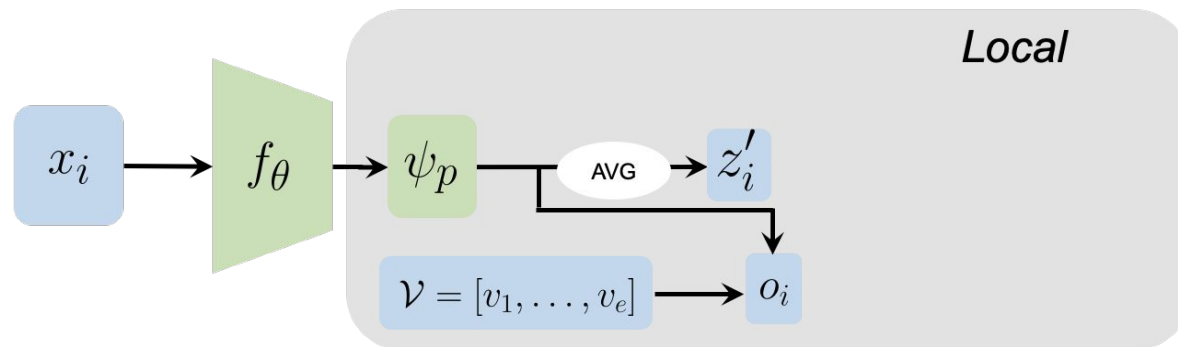 Local
x_i
f_θ
ψ_p
AVG
z'_i
𝒱 = [v_1, . . . , v_e]
o_i